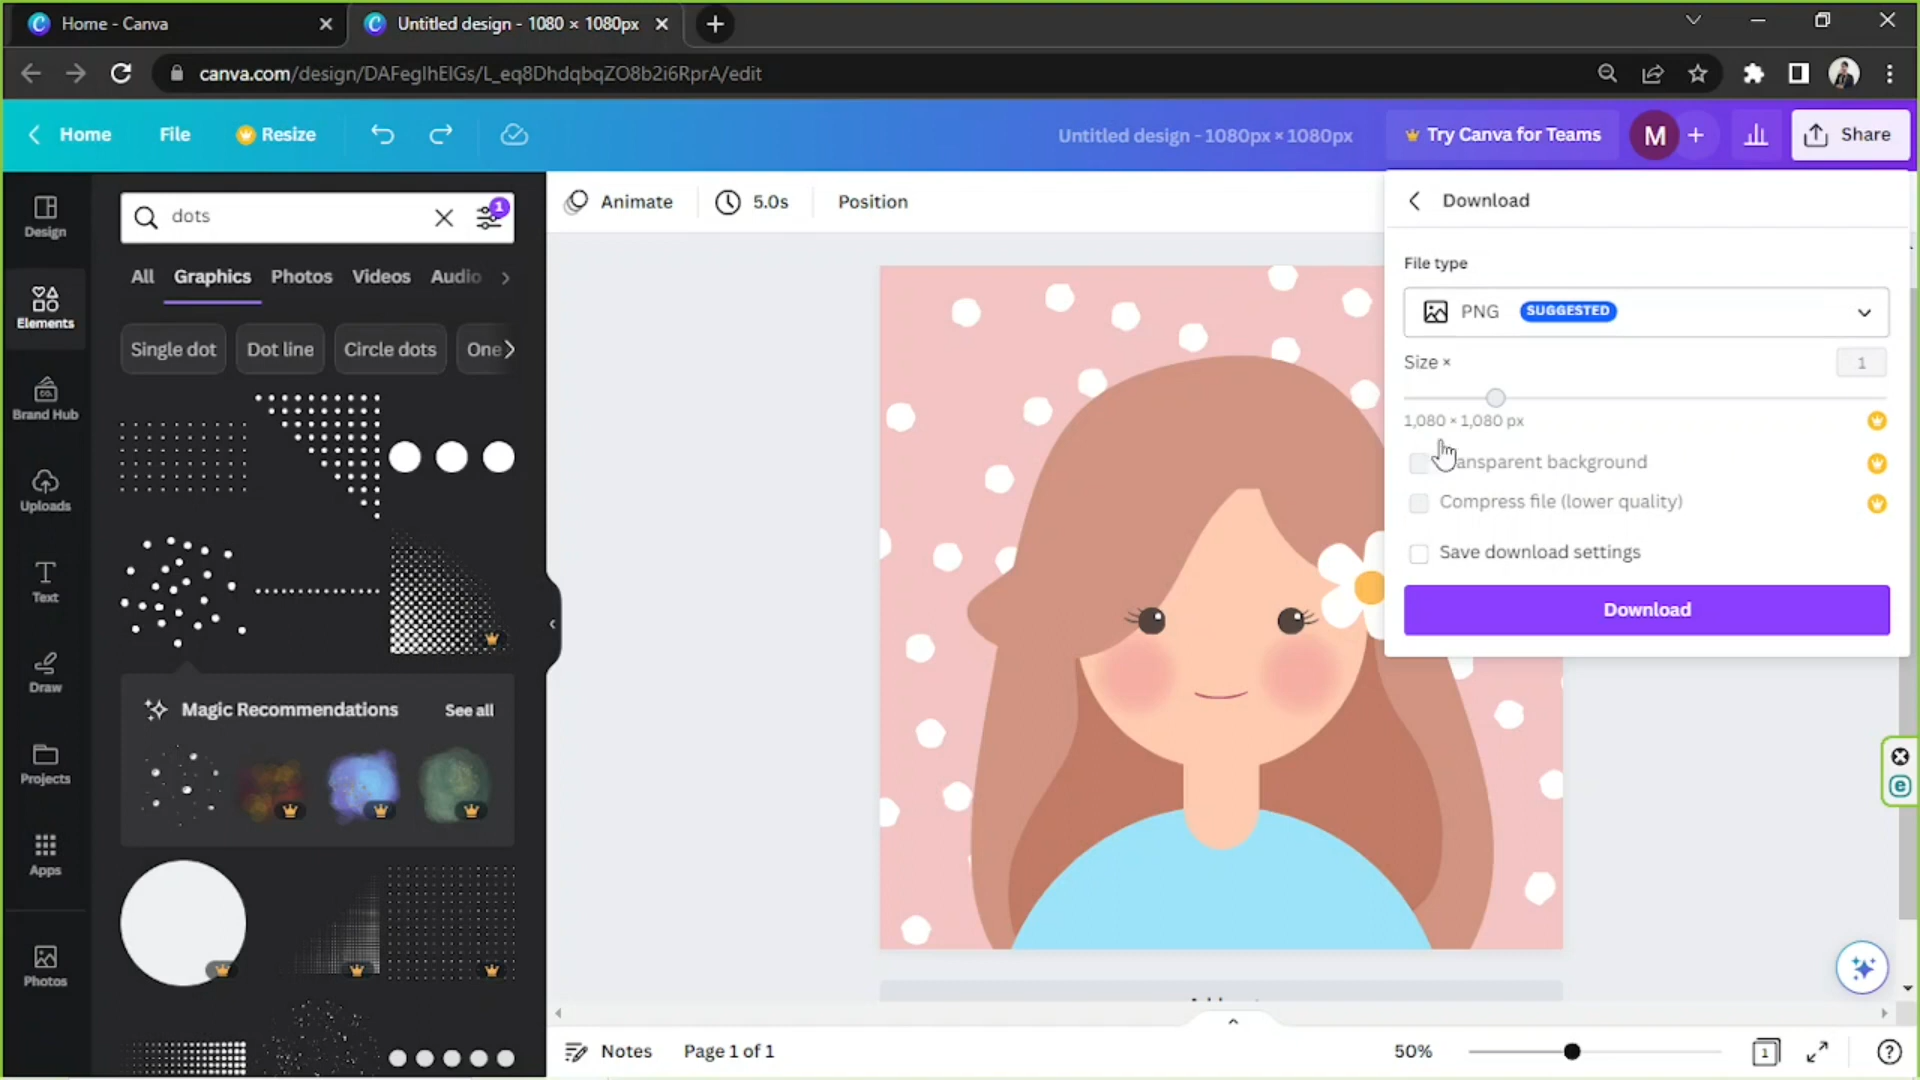 Home - Canva
Untitled design - 1080 × 1080px
canva.com/design/DAFeglhElGs/L_eq8DhdqbqZO8b2i6RprA/edit
Home
File
Resize
Untitled design - 1080px × 1080px
Try Canva for Teams
M
+
Share
Design
Elements
Brand Hub
Uploads
Text
Draw
Projects
Apps
Photos
dots
1
All
Graphics
Photos
Videos
Audio
Single dot
Dot line
Circle dots
One
Magic Recommendations
See all
Animate
5.0s
Position
Download
File type
PNG
SUGGESTED
Size ×
1
1,080 × 1,080 px
ansparent background
Compress file (lower quality)
Save download settings
Download
Notes
Page 1 of 1
50%
1